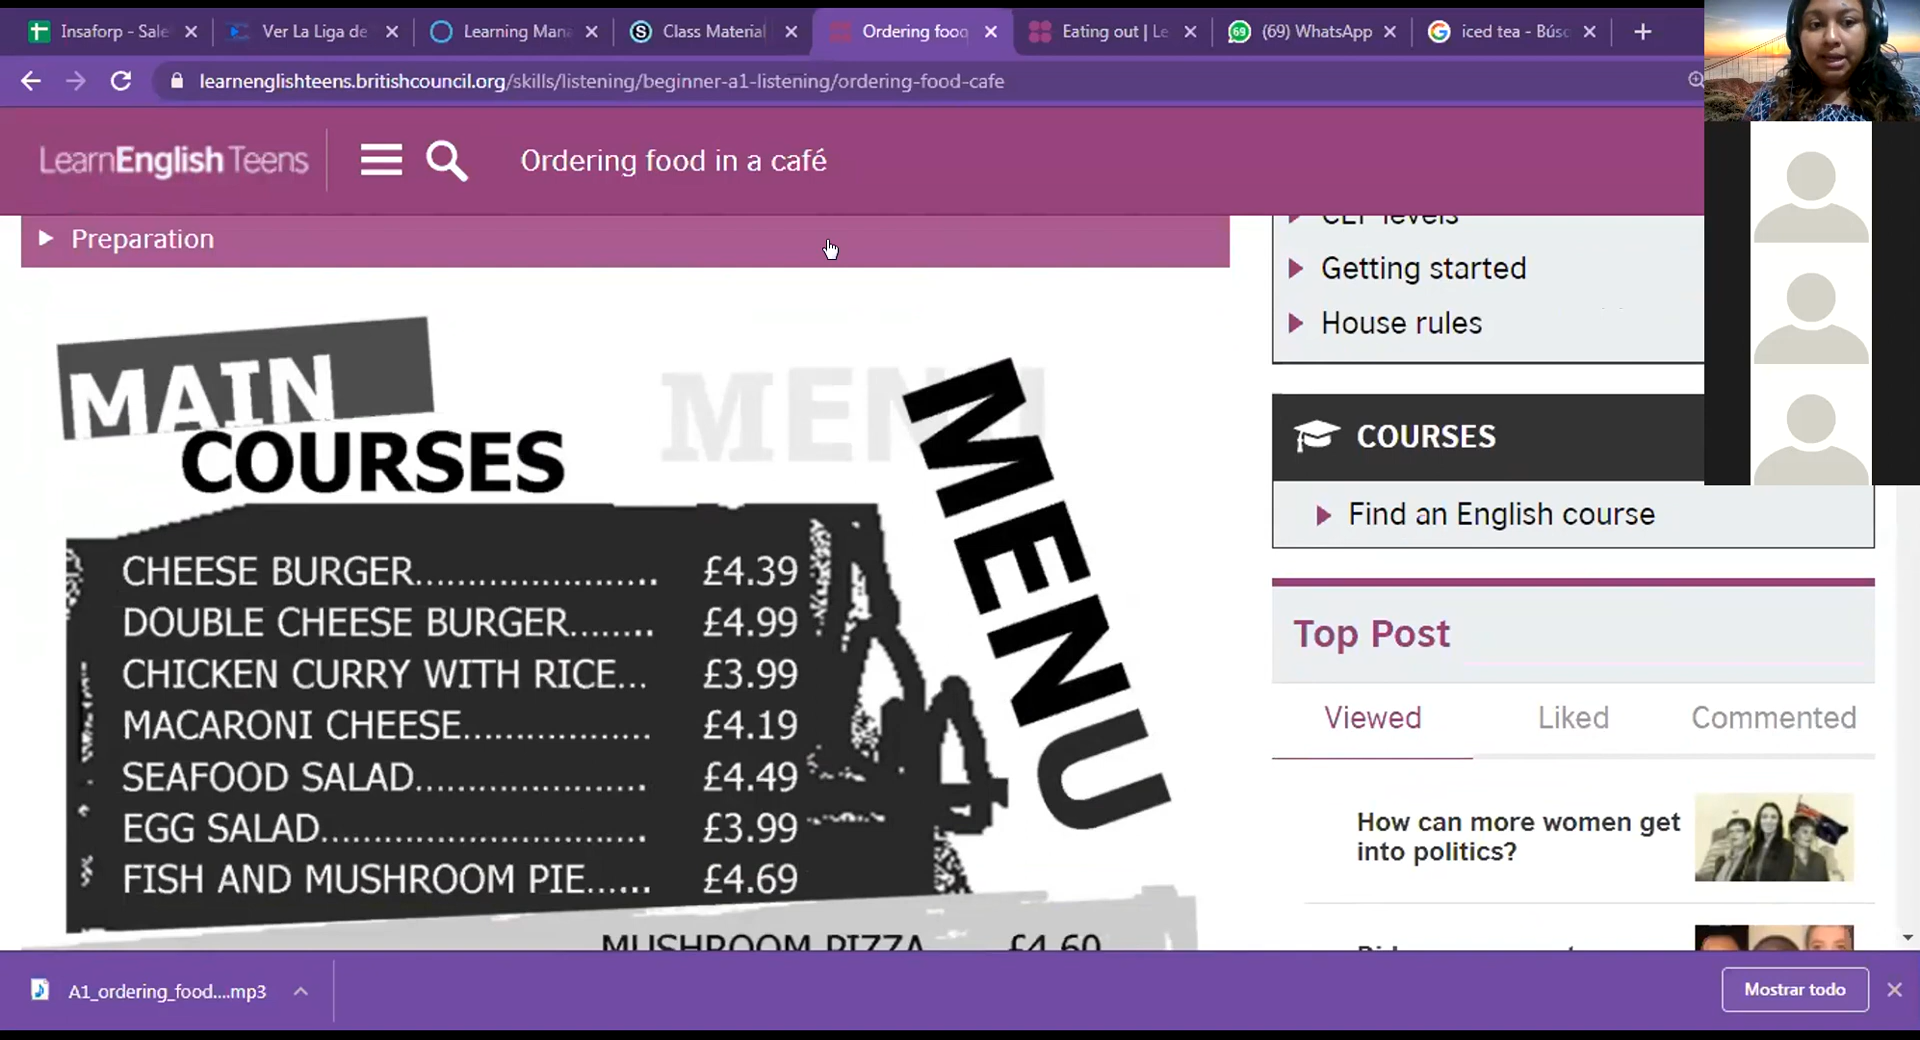 Insaforp - Sale
Ver La Liga de
Learning Man
Class Material
Ordering food
Eating out | Le
(69) WhatsApp
iced tea - Búsc
learnenglishteens.britishcouncil.org/skills/listening/beginner-a1-listening/ordering-food-cafe
LearnEnglish Teens
Ordering food in a café
Preparation
CEF levels
Getting started
House rules
MAIN
COURSES
MENU
MENU
CHEESE BURGER...................... £4.39
DOUBLE CHEESE BURGER........ £4.99
CHICKEN CURRY WITH RICE... £3.99
MACARONI CHEESE.................. £4.19
SEAFOOD SALAD...................... £4.49
EGG SALAD............................... £3.99
FISH AND MUSHROOM PIE...... £4.69
MUSHROOM PIZZA £4.60
COURSES
Find an English course
Top Post
Viewed
Liked
Commented
How can more women get
into politics?
A1_ordering_food....mp3
Mostrar todo